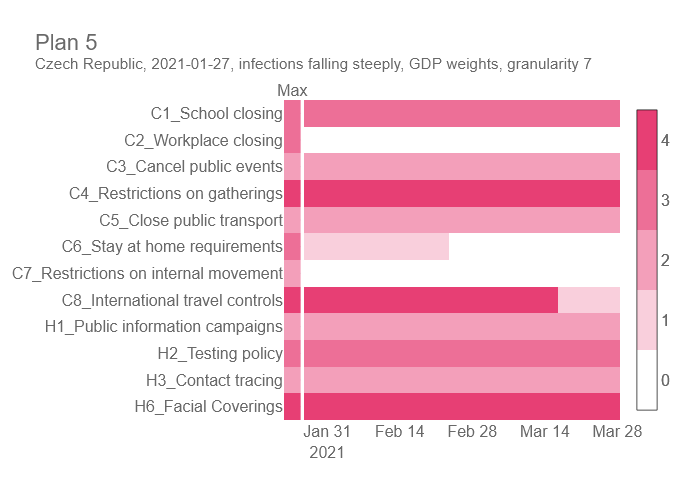 Plan 5
Czech Republic, 2021-01-27, infections falling steeply, GDP weights, granularity 7
Max
C1_School closing
C2_Workplace closing
C3_Cancel public events
C4_Restrictions on gatherings
C5_Close public transport
C6_Stay at home requirements
C7_Restrictions on internal movement
C8_International travel controls
H1_Public information campaigns
H2_Testing policy
H3_Contact tracing
H6_Facial Coverings
4
3
2
1
0
Jan 31 Feb 14 Feb 28 Mar 14 Mar 28
2021